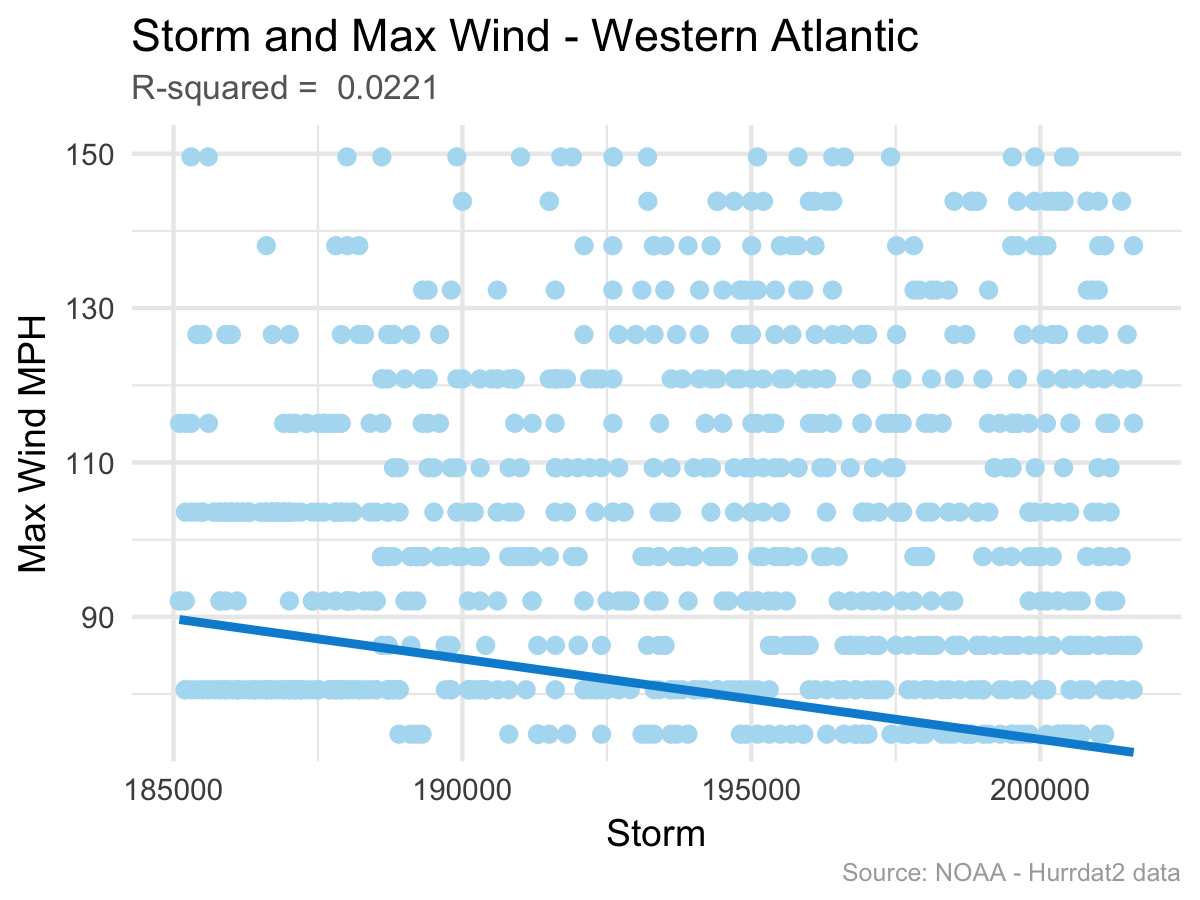 Storm and Max Wind - Western Atlantic
R-squared =  0.0221
150
130
110
90
Max Wind MPH
185000
190000
195000
200000
Storm
Source: NOAA - Hurrdat2 data